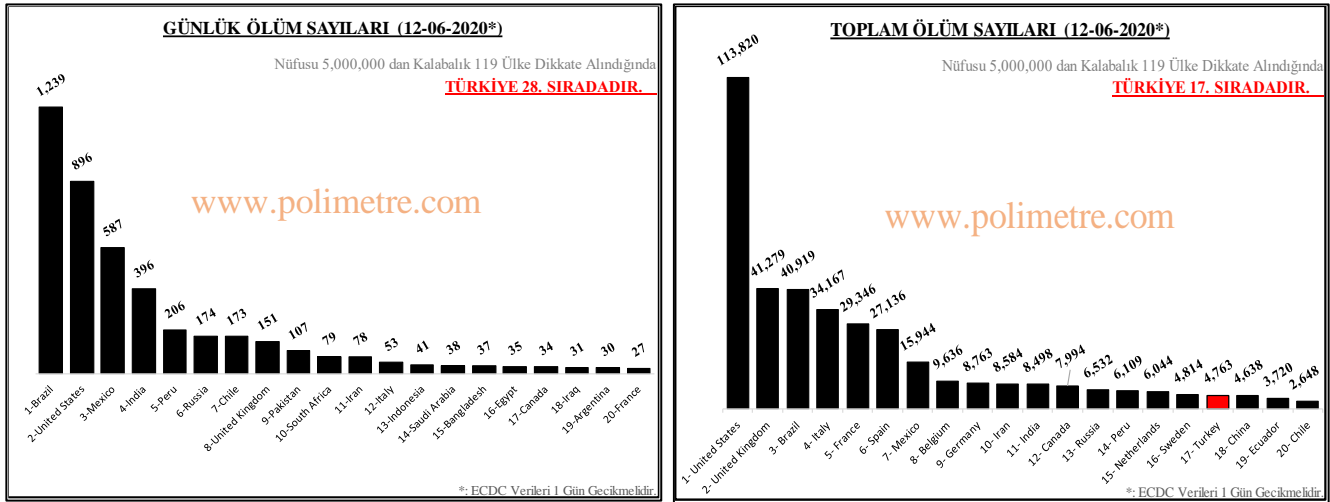 GÜNLÜK ÖLÜM SAYILARI (12-06-2020*)
Nüfusu 5,000,000 dan Kalabalık 119 Ülke Dikkate Alındığında
TÜRKİYE 28. SIRADADIR.
www.polimetre.com
1,239
896
587
396
206
174
173
151
107
79
78
53
41
38
37
35
34
31
30
27
1-Brazil
2-United States
3-Mexico
4-India
5-Peru
6-Russia
7-Chile
8-United Kingdom
9-Pakistan
10-South Africa
11-Iran
12-Italy
13-Indonesia
14-Saudi Arabia
15-Bangladesh
16-Egypt
17-Canada
18-Iraq
19-Argentina
20-France
*: ECDC Verileri 1 Gün Gecikmelidir.
TOPLAM ÖLÜM SAYILARI (12-06-2020*)
Nüfusu 5,000,000 dan Kalabalık 119 Ülke Dikkate Alındığında
TÜRKİYE 17. SIRADADIR.
www.polimetre.com
113,820
41,279
40,919
34,167
29,346
27,136
15,944
9,636
8,763
8,584
8,498
7,994
6,532
6,109
6,044
4,814
4,763
4,638
3,720
2,648
1- United States
2- United Kingdom
3- Brazil
4- Italy
5- France
6- Spain
7- Mexico
8- Belgium
9- Germany
10- Iran
11- India
12- Canada
13- Russia
14- Peru
15- Netherlands
16- Sweden
17- Turkey
18- China
19- Ecuador
20- Chile
*: ECDC Verileri 1 Gün Gecikmelidir.